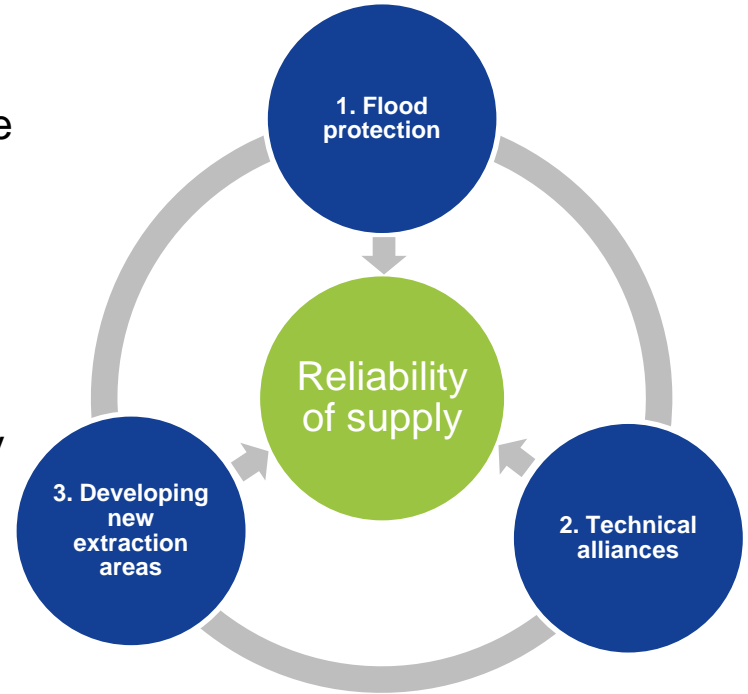 1. Flood
protection
Reliability
of supply
3. Developing
new
extraction
areas
2. Technical
alliances